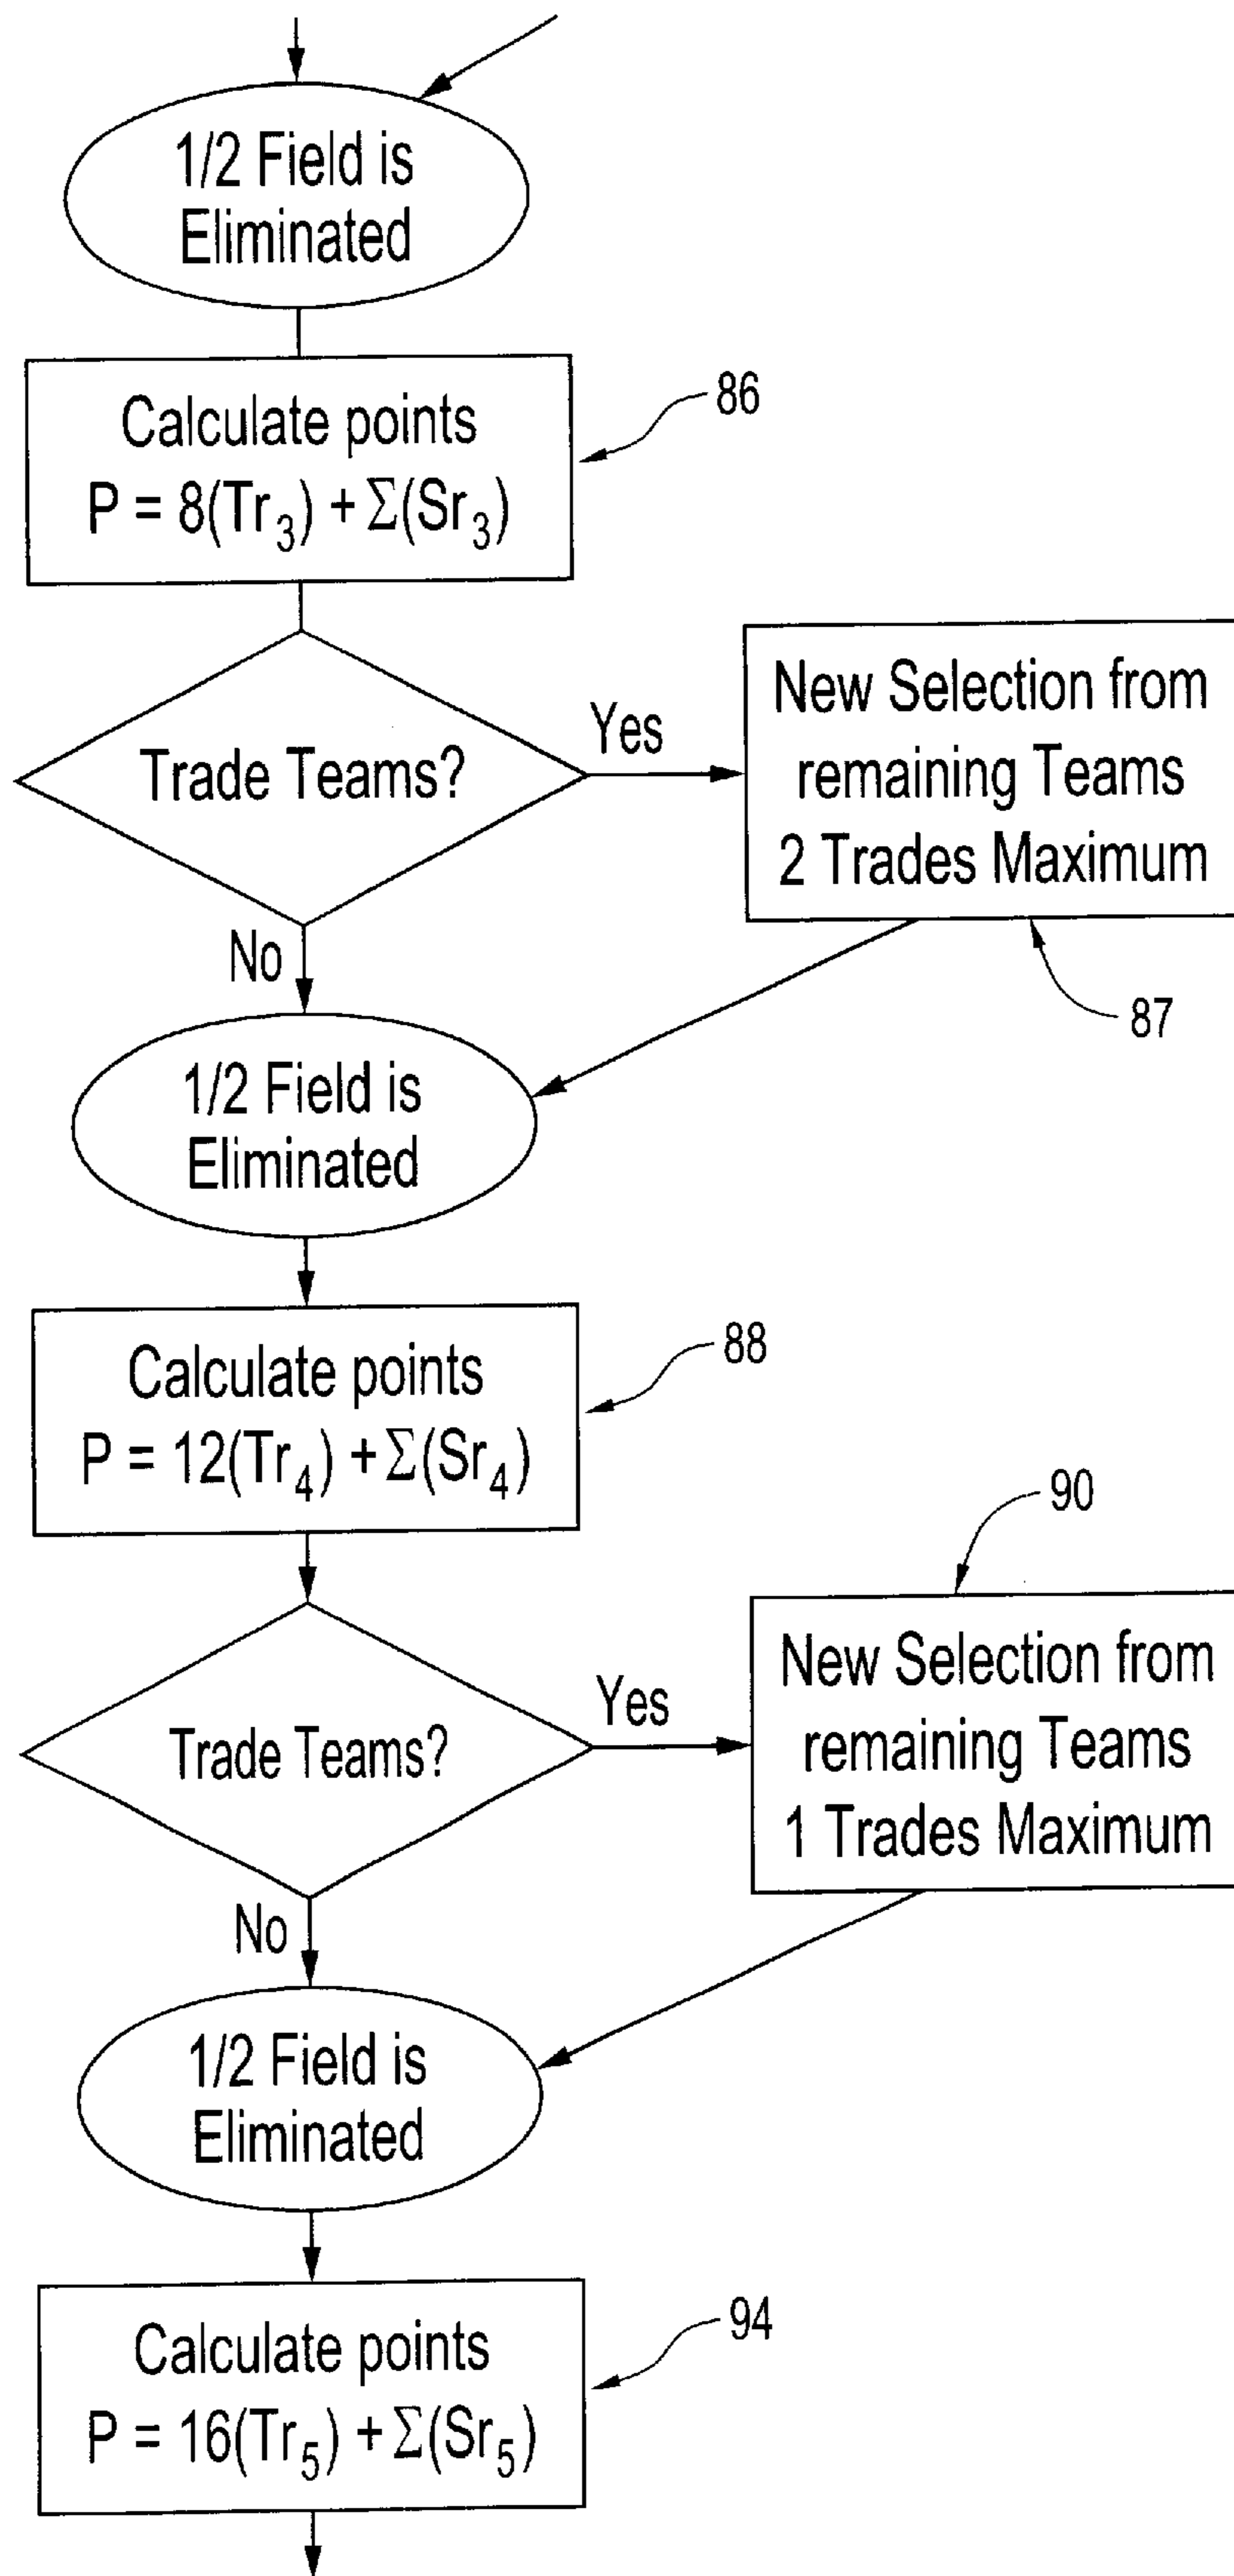 1/2 Field is
Eliminated
Calculate points
P = 8(Tr₃) + Σ(Sr₃)
86
Trade Teams?
Yes
New Selection from
remaining Teams
2 Trades Maximum
87
No
1/2 Field is
Eliminated
Calculate points
P = 12(Tr₄) + Σ(Sr₄)
88
Trade Teams?
Yes
90
New Selection from
remaining Teams
1 Trades Maximum
No
1/2 Field is
Eliminated
Calculate points
P = 16(Tr₅) + Σ(Sr₅)
94